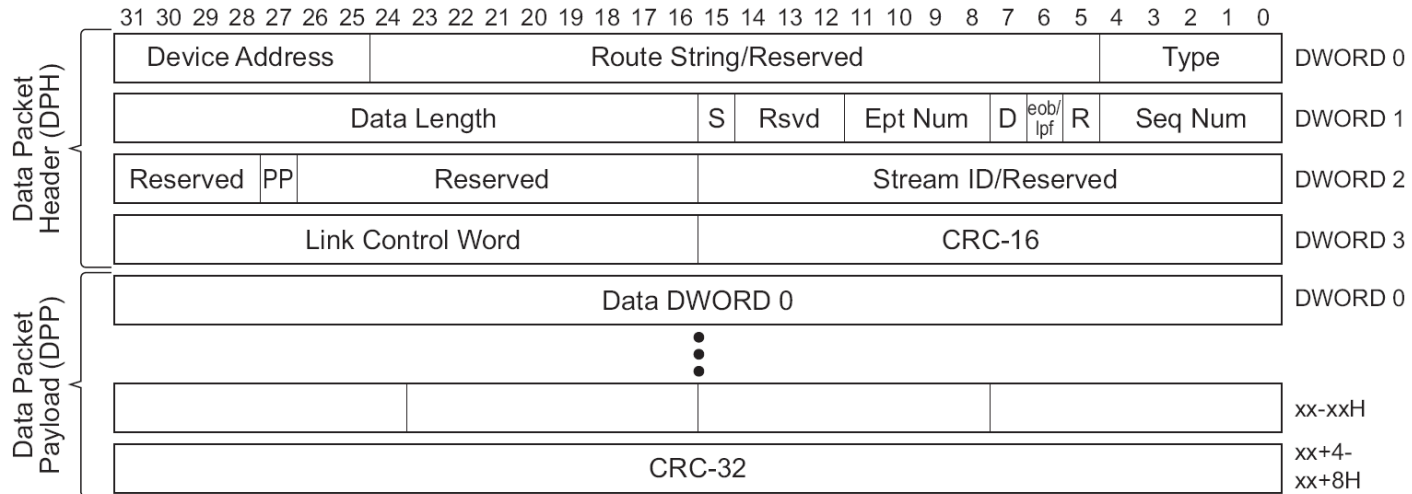 31 30 29 28 27 26 25 24 23 22 21 20 19 18 17 16 15 14 13 12 11 10 9 8 7 6 5 4 3 2 1 0
Data Packet
Header (DPH)
Device Address Route String/Reserved Type DWORD 0
Data Length S Rsvd Ept Num D eob/ lpf R Seq Num DWORD 1
Reserved PP Reserved Stream ID/Reserved DWORD 2
Link Control Word CRC-16 DWORD 3
Data Packet
Payload (DPP)
Data DWORD 0 DWORD 0
xx-xxH
CRC-32 xx+4-
xx+8H